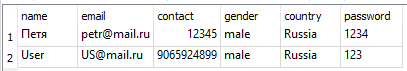 name email contact gender country password
1 Петя petr@mail.ru 12345 male Russia 1234
2 User US@mail.ru 9065924899 male Russia 123